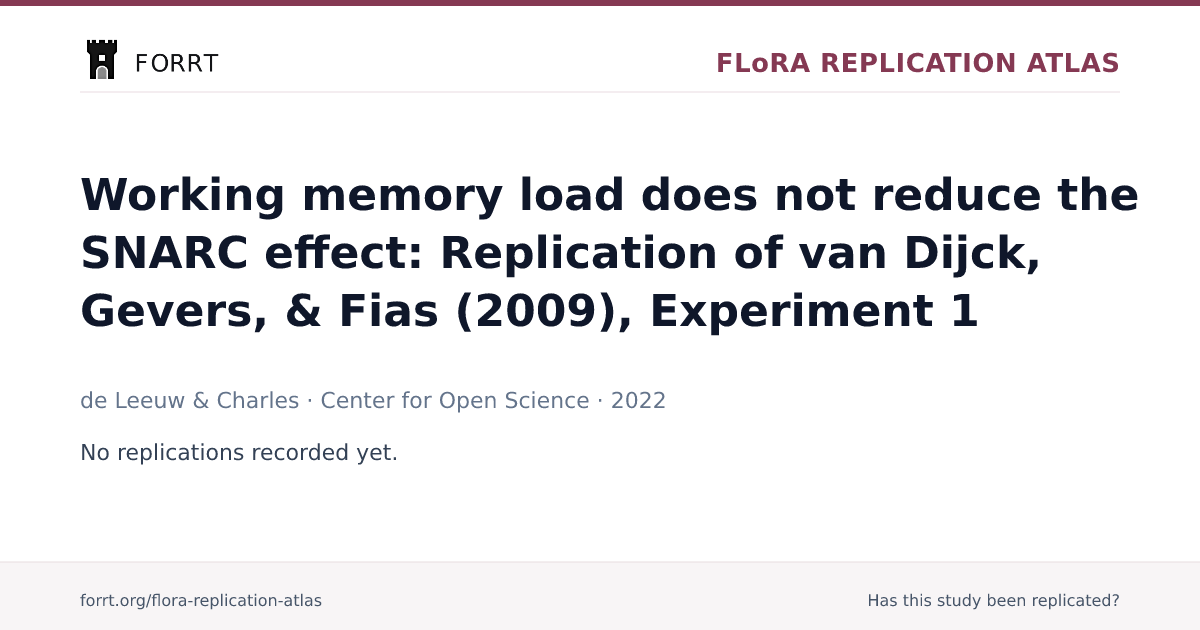 FORRT
FLoRA REPLICATION ATLAS
Working memory load does not reduce the
SNARC effect: Replication of van Dijck,
Gevers, & Fias (2009), Experiment 1
de Leeuw & Charles · Center for Open Science · 2022
No replications recorded yet.
forrt.org/flora-replication-atlas
Has this study been replicated?